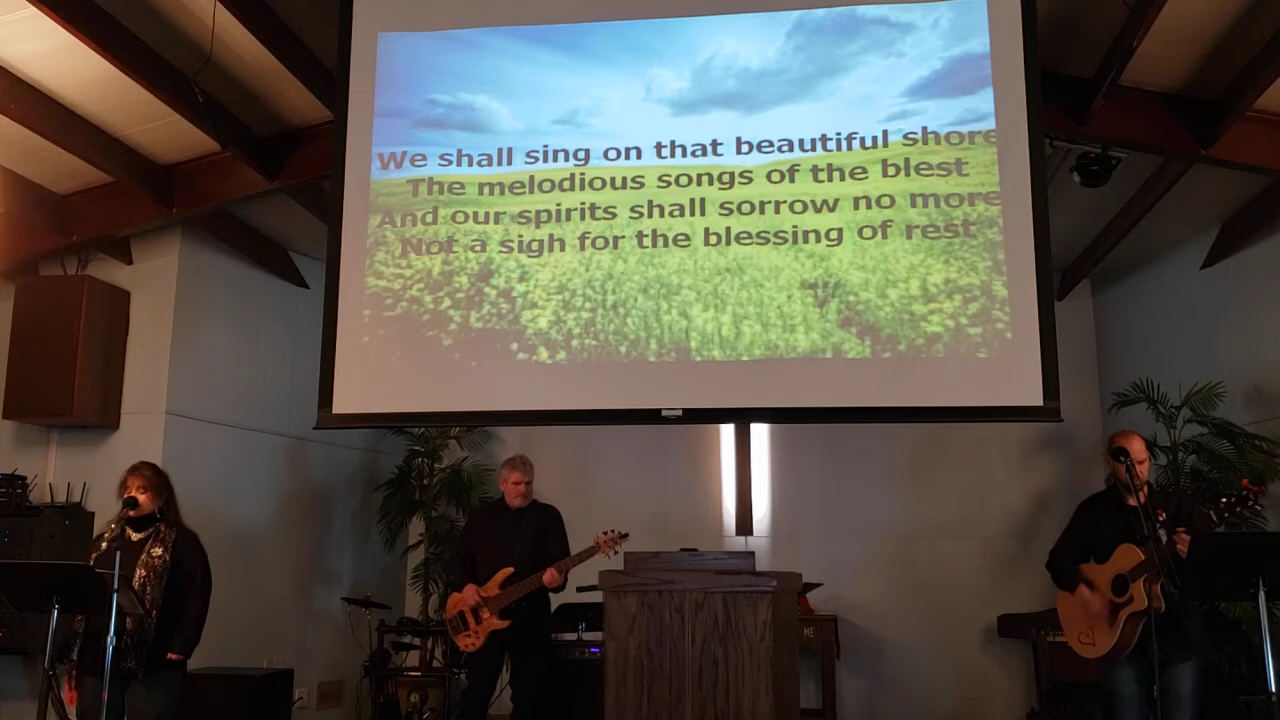 We shall sing on that beautiful shore
The melodious songs of the blest
And our spirits shall sorrow no more
Not a sigh for the blessing of rest
ME